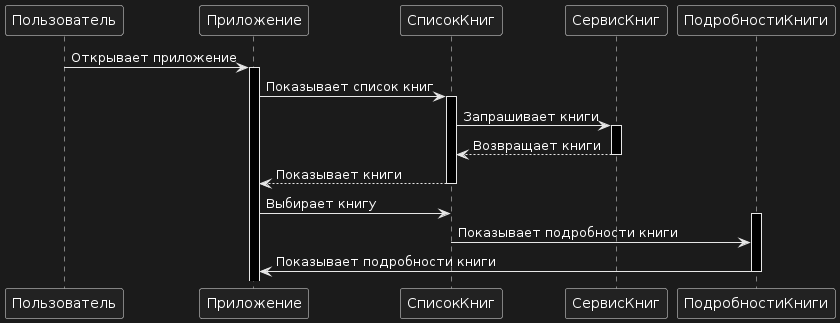 Пользователь
Приложение
СписокКниг
СервисКниг
ПодробностиКниги
Открывает приложение
Показывает список книг
Запрашивает книги
Возвращает книги
Показывает книги
Выбирает книгу
Показывает подробности книги
Показывает подробности книги
Пользователь
Приложение
СписокКниг
СервисКниг
ПодробностиКниги